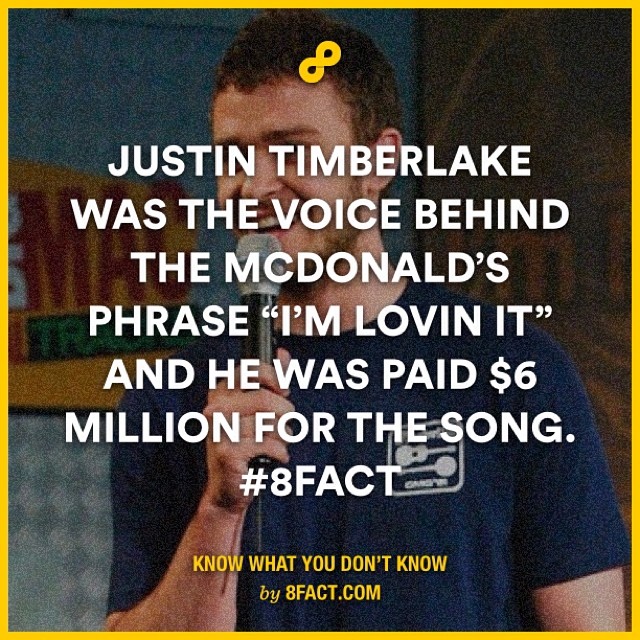 JUSTIN TIMBERLAKE
WAS THE VOICE BEHIND
THE MCDONALD’S
PHRASE “I’M LOVIN IT”
AND HE WAS PAID $6
MILLION FOR THE SONG.
#8FACT
KNOW WHAT YOU DON’T KNOW
by 8FACT.COM